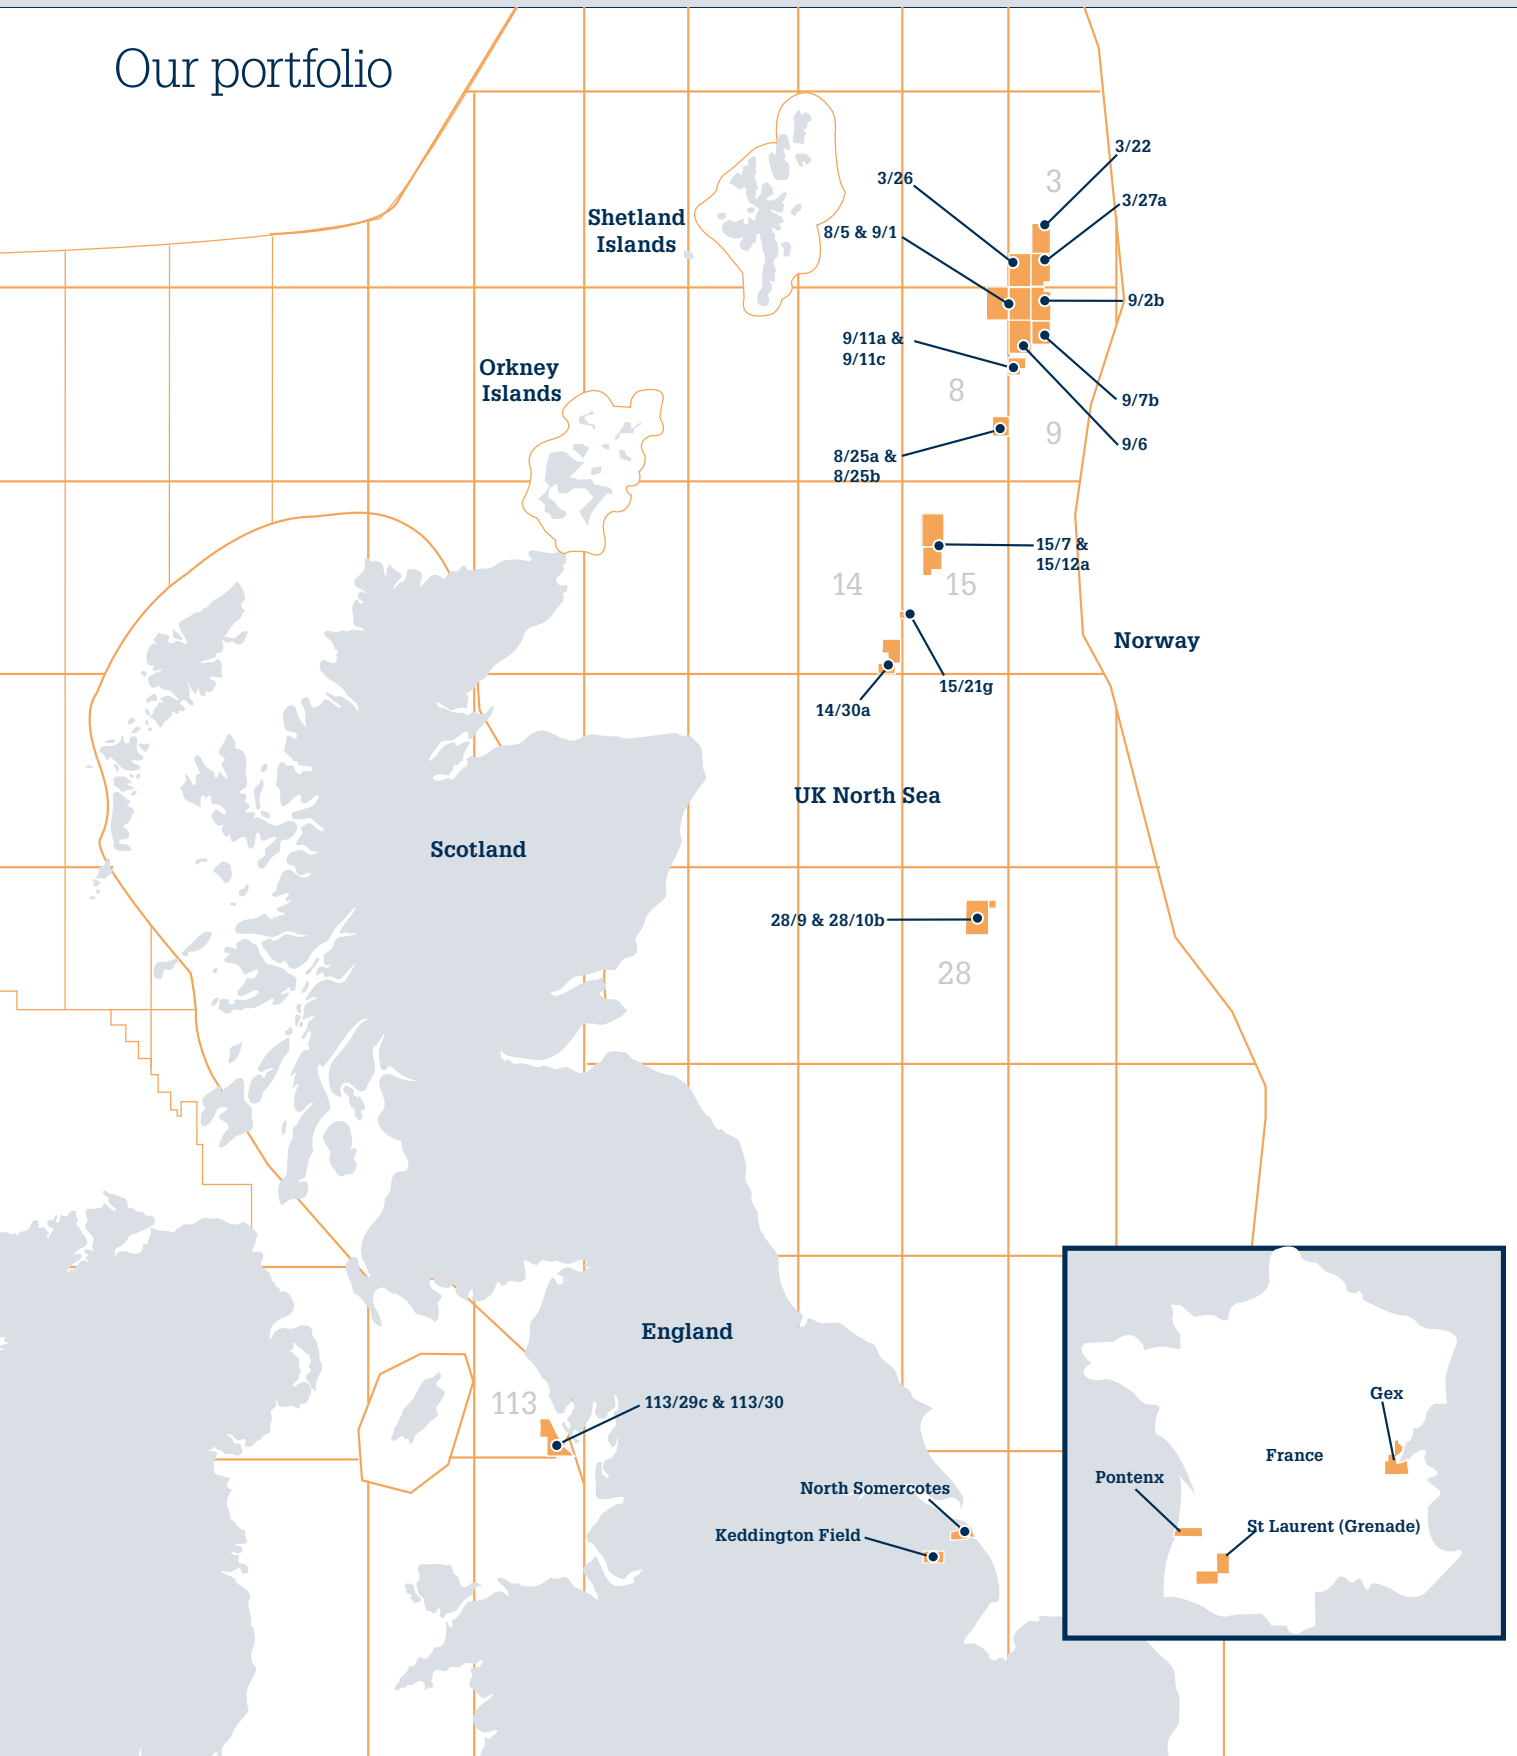 Our portfolio
3/22
3/26
3
3/27a
Shetland
Islands
8/5 & 9/1
9/2b
9/11a &
9/11c
Orkney
Islands
8
9/7b
9
9/6
8/25a &
8/25b
15/7 &
15/12a
14
15
Norway
15/21g
14/30a
UK North Sea
Scotland
28/9 & 28/10b
28
England
113
113/29c & 113/30
Gex
France
Pontenx
North Somercotes
St Laurent (Grenade)
Keddington Field